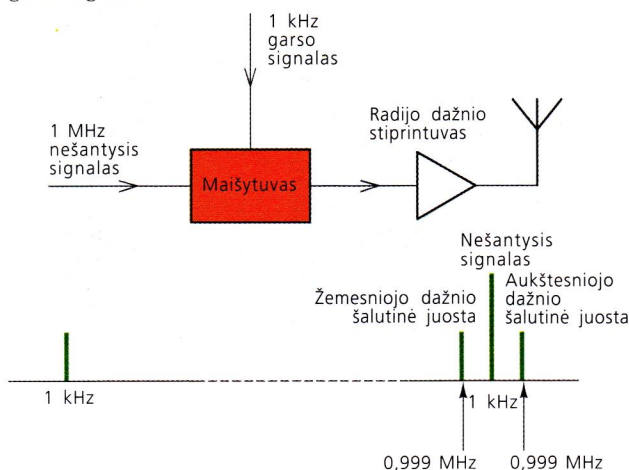 1 kHz
garso
signalas
1 MHz
nešantysis
signalas
Maišytuvas
Radijo dažnio
stiprintuvas
Nešantysis
signalas
Žemesniojo dažnio
šalutinė juosta
Aukštesniojo
dažnio
šalutinė juosta
1 kHz
1 kHz
0,999 MHz
0,999 MHz